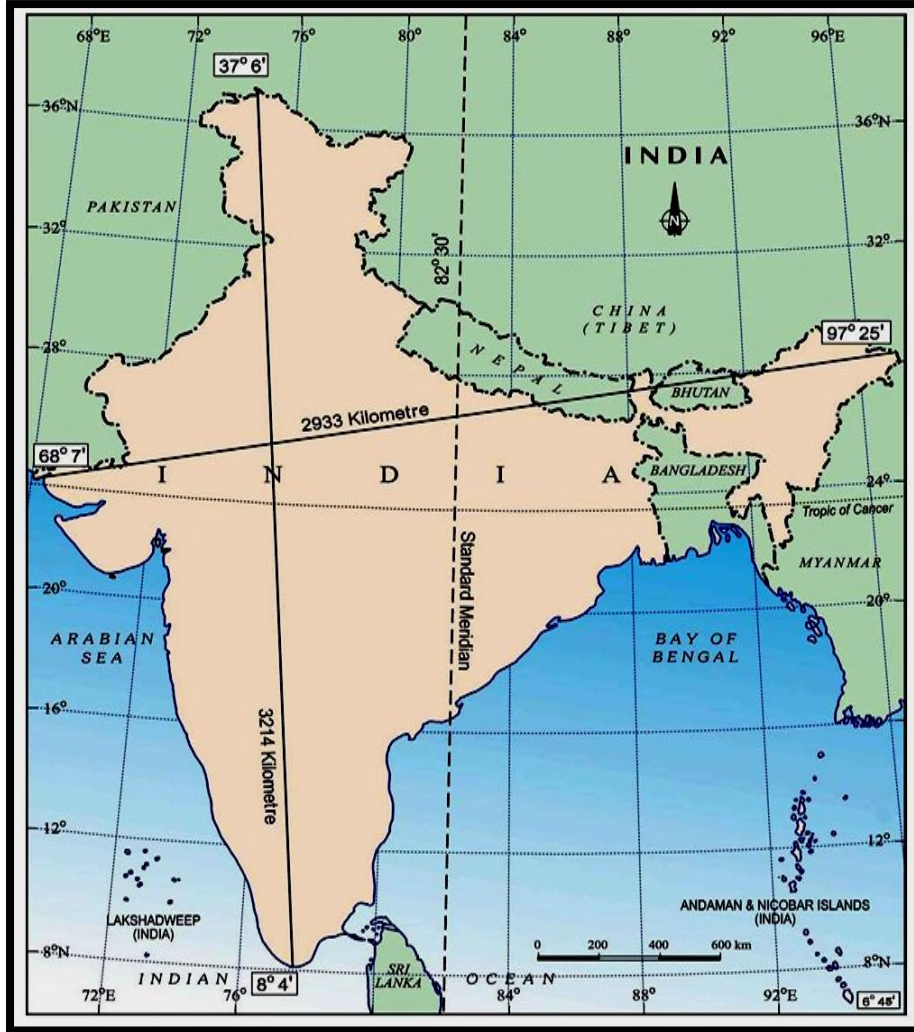 68°E 72° 80° 84° 88° 92° 96°E
37° 6'
36°N 36°N
INDIA
N
PAKISTAN
32° 32°
82° 30'
CHINA
(TIBET)
97° 25'
28°
NEPAL
BHUTAN
2933 Kilometre
68° 7'
INDIA
BANGLADESH
24°
Tropic of Cancer
Standard Meridian
MYANMAR
20° 20°
ARABIAN
SEA
BAY OF
BENGAL
16°
3214 Kilometre
12° 12°
LAKSHADWEEP
(INDIA)
ANDAMAN & NICOBAR ISLANDS
(INDIA)
0 200 400 600 km
8°N 8°N
SRI
LANKA
INDIAN OCEAN
8° 4'
72°E 76° 84° 88° 92°E
6° 45'